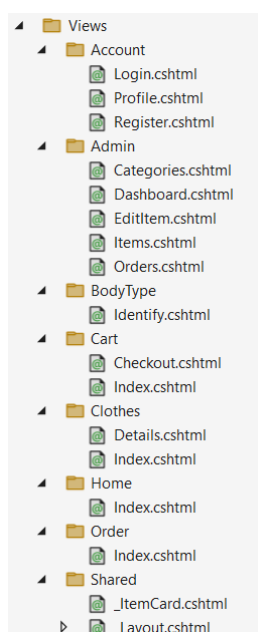 Views
Account
Login.cshtml
Profile.cshtml
Register.cshtml
Admin
Categories.cshtml
Dashboard.cshtml
EditItem.cshtml
Items.cshtml
Orders.cshtml
BodyType
Identify.cshtml
Cart
Checkout.cshtml
Index.cshtml
Clothes
Details.cshtml
Index.cshtml
Home
Index.cshtml
Order
Index.cshtml
Shared
_ItemCard.cshtml
_Layout.cshtml